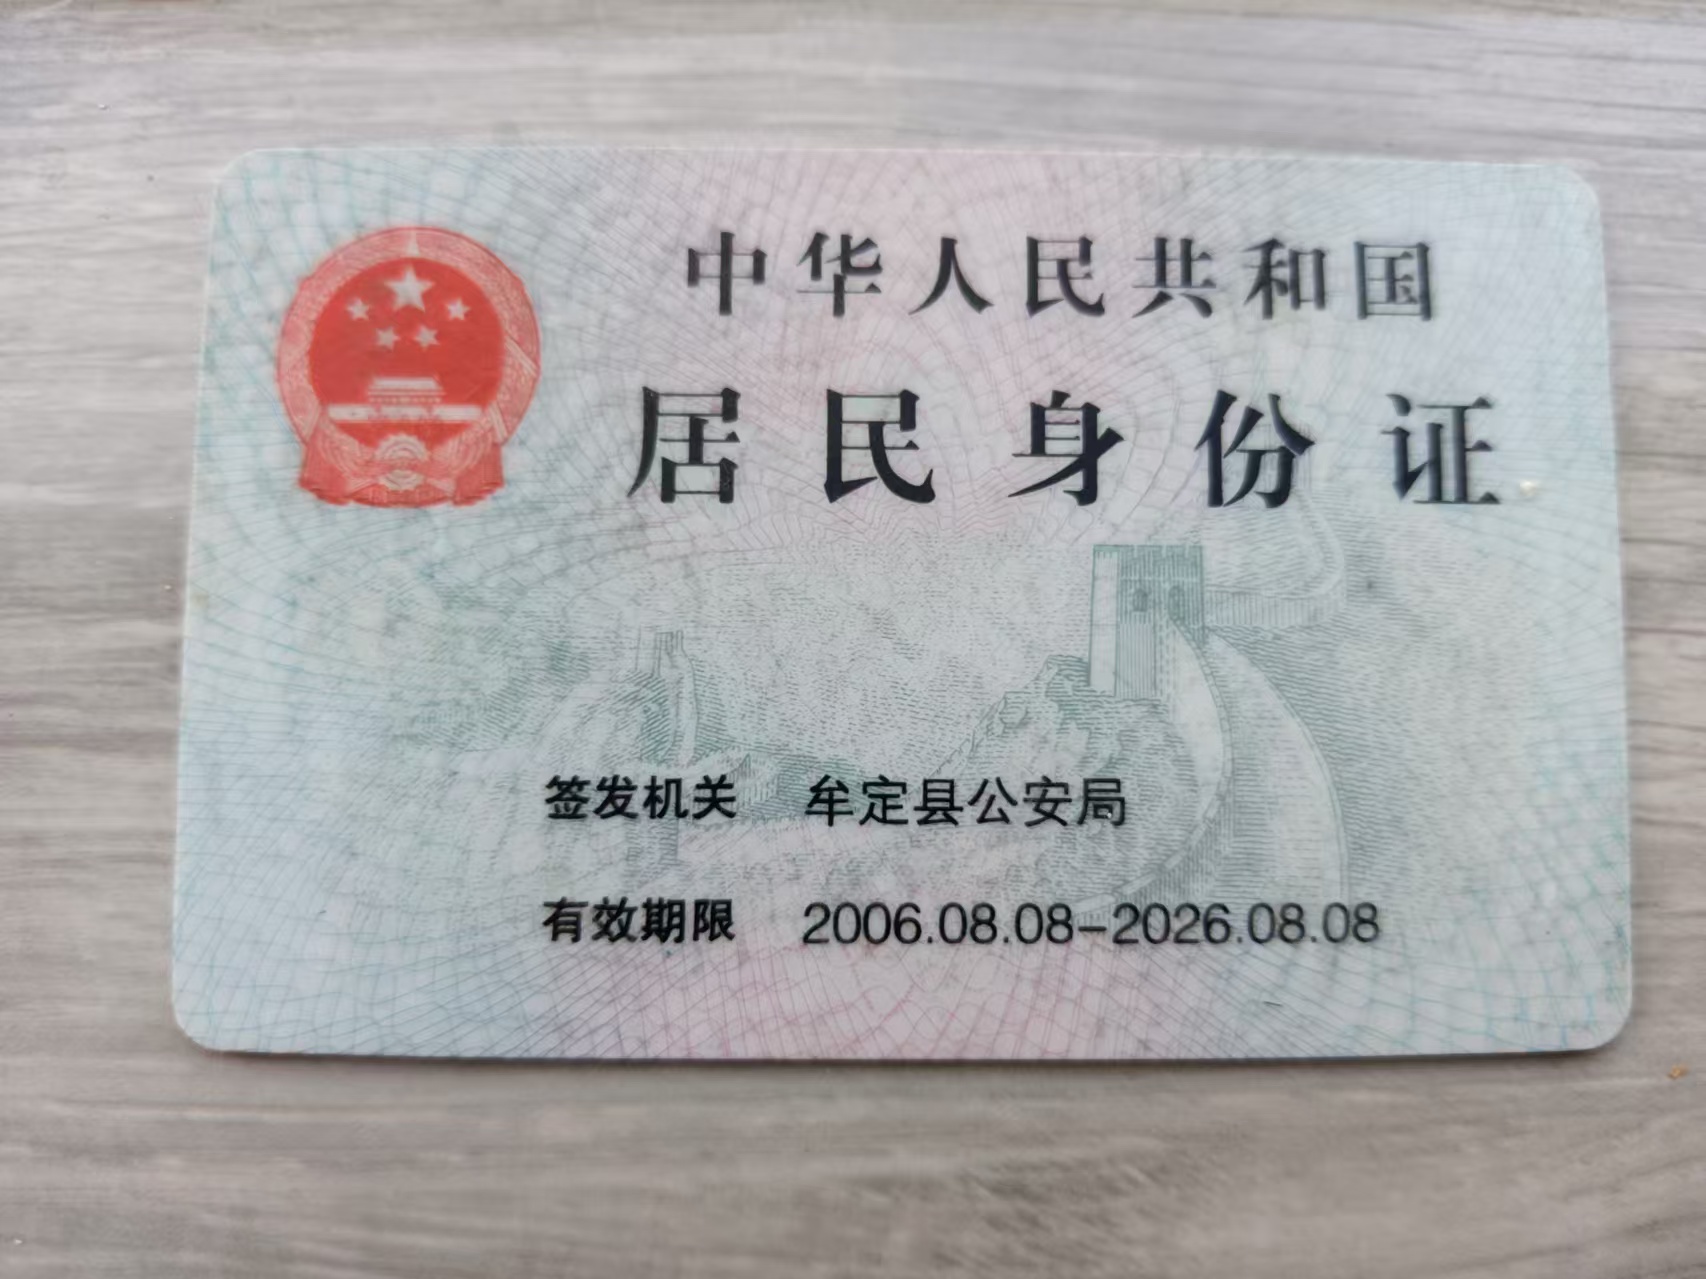 中华人民共和国
居民身份证
签发机关 牟定县公安局
有效期限 2006.08.08-2026.08.08